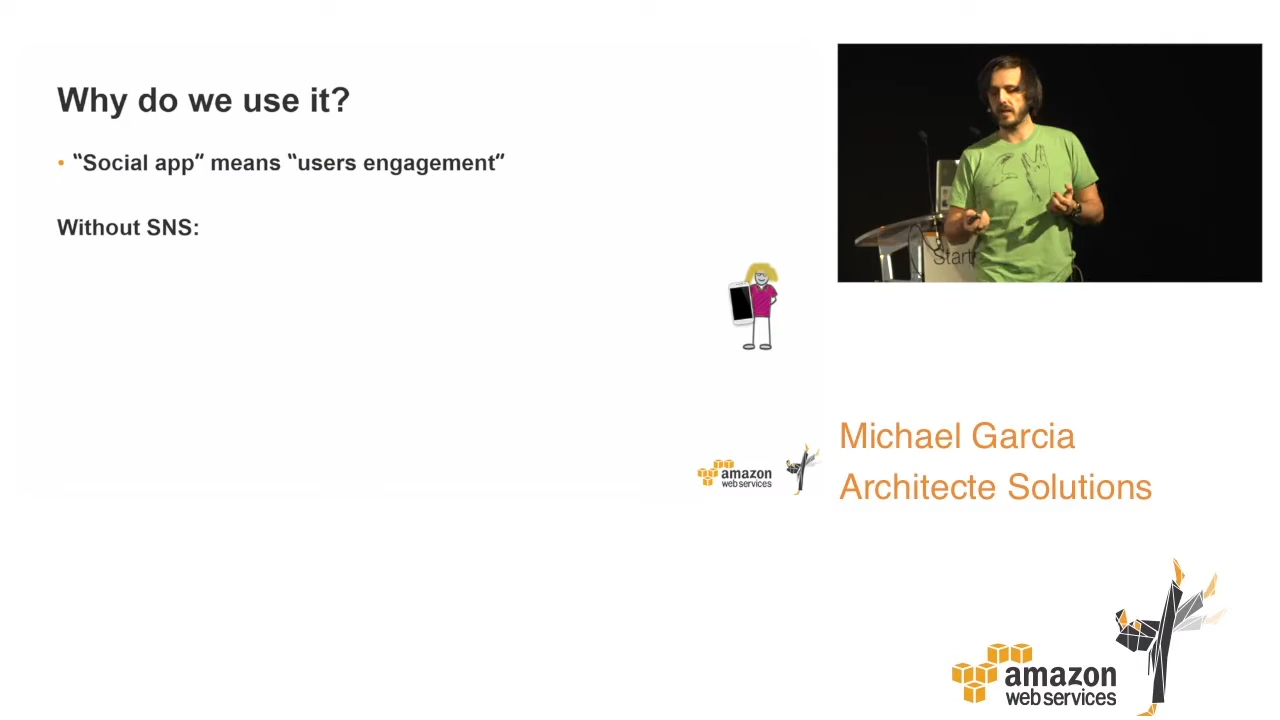 Why do we use it?
• “Social app” means “users engagement”
Without SNS:
amazon
web services
Start
Michael Garcia
Architecte Solutions
amazon
web services